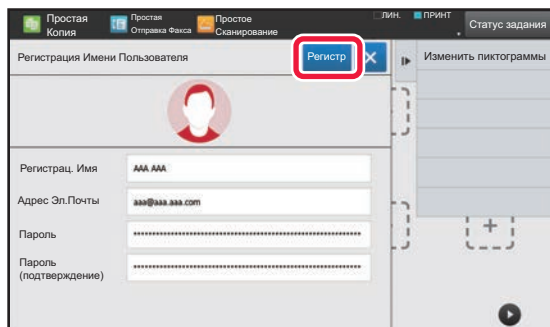 Простая Копия
Простая Отправка Факса
Простое Сканирование
ЛИН.
ПРИНТ
Статус задания
Регистрация Имени Пользователя
Регистр
Изменить пиктограммы
Регистрац. Имя
AAA AAA
Адрес Эл.Почты
aaa@aaa.aaa.com
Пароль
Пароль
(подтверждение)